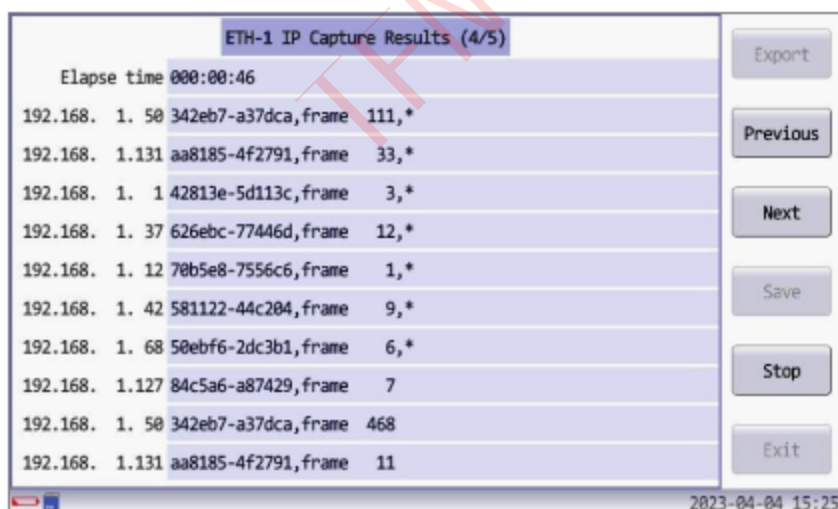 ETH-1 IP Capture Results (4/5)
Export
Elapse time 000:00:46
192.168.  1. 50 342eb7-a37dca,frame  111,*
Previous
192.168.  1.131 aa8185-4f2791,frame   33,*
192.168.  1.  1 42813e-5d113c,frame    3,*
Next
192.168.  1. 37 626ebc-77446d,frame   12,*
192.168.  1. 12 70b5e8-7556c6,frame    1,*
Save
192.168.  1. 42 581122-44c204,frame    9,*
192.168.  1. 68 50ebf6-2dc3b1,frame    6,*
Stop
192.168.  1.127 84c5a6-a87429,frame    7
192.168.  1. 50 342eb7-a37dca,frame  468
Exit
192.168.  1.131 aa8185-4f2791,frame   11
2023-04-04 15:25